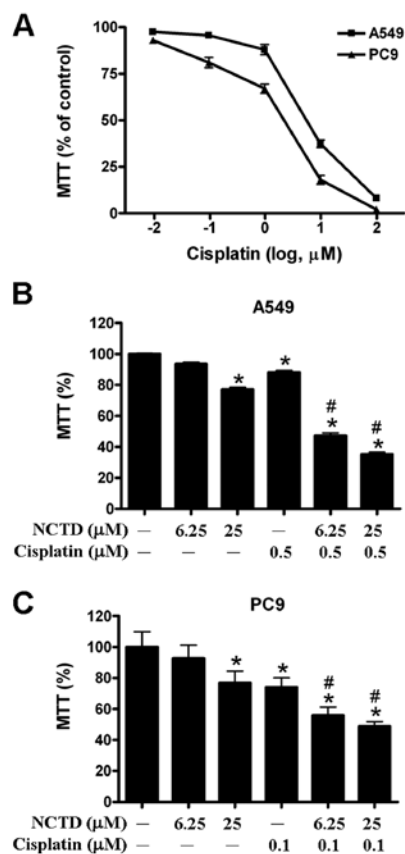 A
A549
PC9
MTT (% of control)
100
75
50
25
0
-2 -1 0 1 2
Cisplatin (log, μM)
B
A549
MTT (%)
120
100
80
60
40
20
0
* * # * # *
NCTD (μM) — 6.25 25 — 6.25 25
Cisplatin (μM) — — — 0.5 0.5 0.5
C
PC9
MTT (%)
120
100
80
60
40
20
0
* * # * # *
NCTD (μM) — 6.25 25 — 6.25 25
Cisplatin (μM) — — — 0.1 0.1 0.1